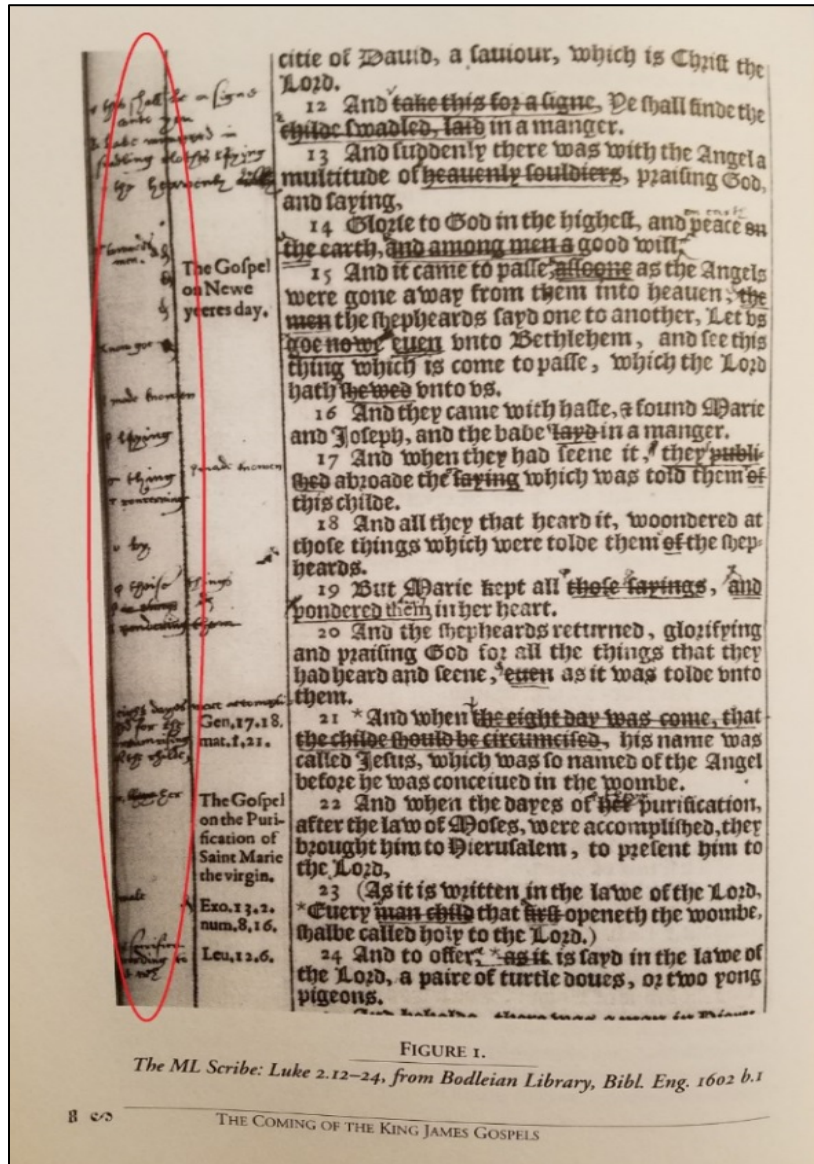 ſhall be a ſigne
heavenly
made knowen
thing
concerning
by
them
male
made knowen
The Goſpel
on Newe
yeeres day.
Gen.17.18.
mat.1,21.
The Goſpel
on the Puri-
fication of
Saint Marie
the virgin.
Exo.13.2.
num.8,16.
Leu,12.6.
citie of Dauid, a ſauiour, which is Chriſt the
Lord.
12 And take this for a ſigne, Ye ſhall finde the
childe ſwadled, laid in a manger.
13 And ſuddenly there was with the Angel a
multitude of heauenly ſouldiers, praiſing God,
and ſaying,
14 Glorie to God in the higheſt, and peace on
the earth, and among men a good will.
15 And it came to paſſe, aſſoone as the Angels
were gone away from them into heauen, the
men the ſhepheards ſayd one to another, Let vs
goe nowe euen vnto Bethlehem, and ſee this
thing which is come to paſſe, which the Lord
hath ſhewed vnto vs.
16 And they came with haſte, & found Marie
and Joſeph, and the babe layd in a manger.
17 And when they had ſeene it, they publi-
ſhed abroade the ſaying which was told them of
this childe.
18 And all they that heard it, woondered at
thoſe things which were tolde them of the ſhep-
heards.
19 But Marie kept all thoſe ſayings, and
pondered them in her heart.
20 And the ſhepheards returned, glorifying
and praiſing God for all the things that they
had heard and ſeene, euen as it was tolde vnto
them.
21 *And when the eight day was come, that
the childe ſhould be circumciſed, his name was
called Jeſus, which was ſo named of the Angel
before he was conceiued in the wombe.
22 And when the dayes of her purification,
after the law of Moſes, were accompliſhed, they
brought him to Hieruſalem, to preſent him to
the Lord,
23 (As it is written in the lawe of the Lord,
*Euery man child that firſt openeth the wombe,
ſhalbe called holy to the Lord.)
24 And to offer, *as it is ſayd in the lawe of
the Lord, a paire of turtle doues, or two yong
pigeons.
FIGURE 1.
The ML Scribe: Luke 2.12–24, from Bodleian Library, Bibl. Eng. 1602 b.1
8 THE COMING OF THE KING JAMES GOSPELS